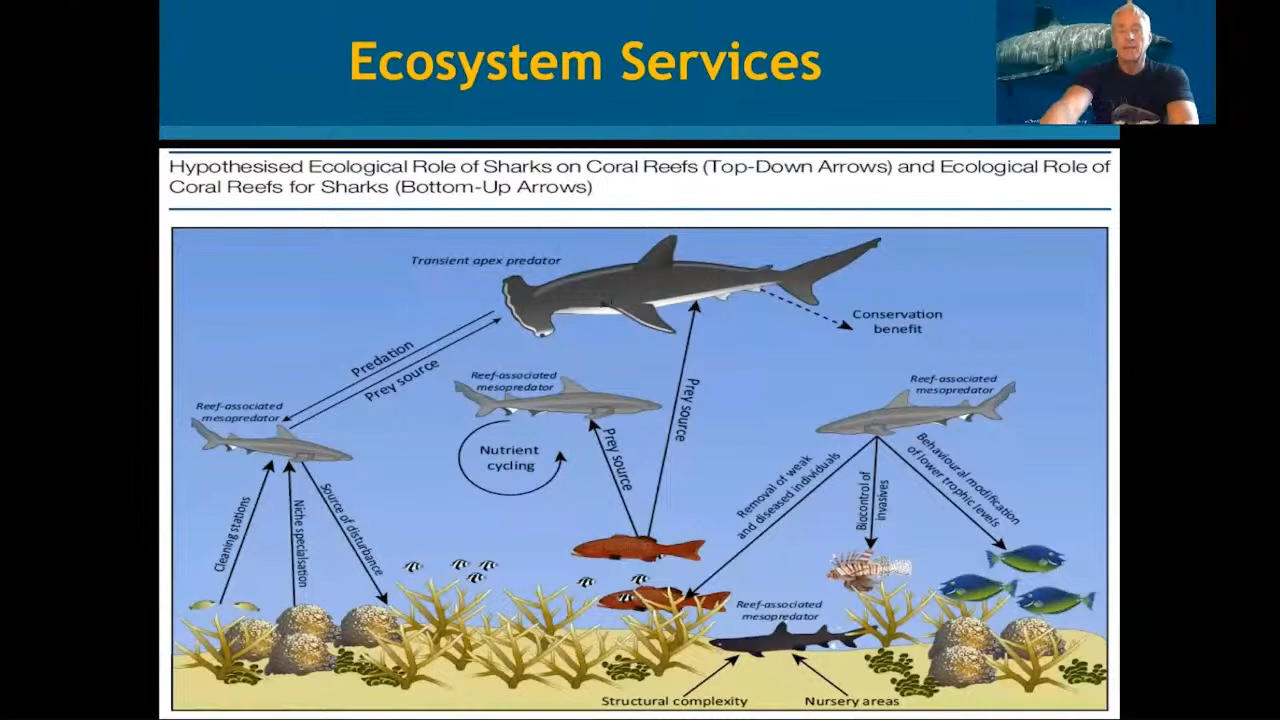 Ecosystem Services
Hypothesised Ecological Role of Sharks on Coral Reefs (Top-Down Arrows) and Ecological Role of
Coral Reefs for Sharks (Bottom-Up Arrows)
Transient apex predator
Conservation
benefit
Predation
Prey source
Reef-associated
mesopredator
Reef-associated
mesopredator
Reef-associated
mesopredator
Nutrient
cycling
Prey source
Prey source
Removal of weak
and diseased individuals
Biocontrol of
invasives
Behavioural modification
of lower trophic levels
Cleaning stations
Niche specialisation
Source of disturbance
Reef-associated
mesopredator
Structural complexity
Nursery areas